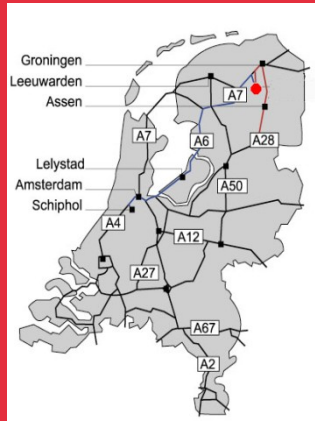 Groningen
Leeuwarden
Assen
A7
A7
A6
A28
Lelystad
Amsterdam
Schiphol
A50
A4
A12
A27
A67
A2